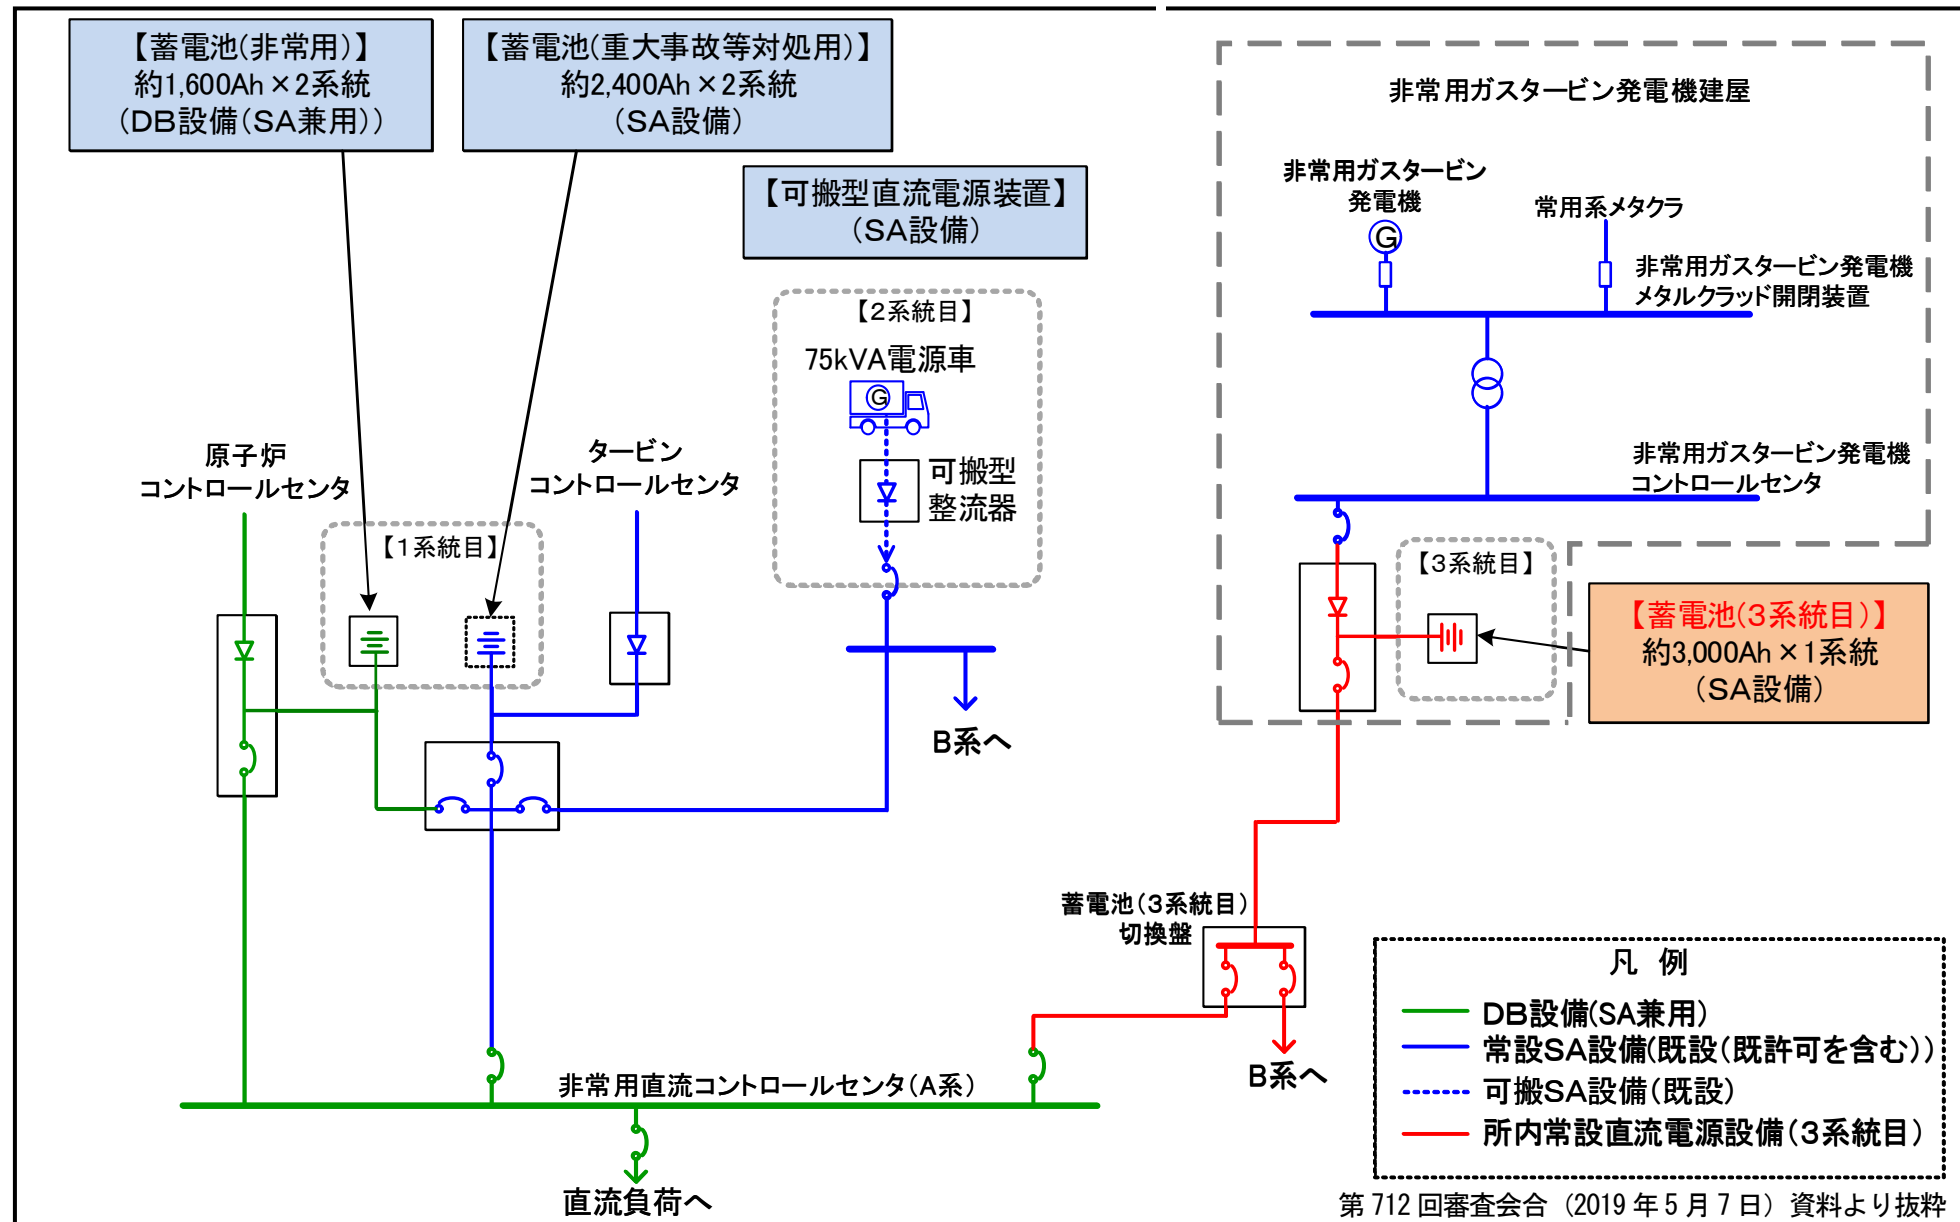 【蓄電池(非常用)】
約1,600Ah×2系統
(DB設備(SA兼用))
【蓄電池(重大事故等対処用)】
約2,400Ah×2系統
(SA設備)
【可搬型直流電源装置】
(SA設備)
非常用ガスタービン発電機建屋
非常用ガスタービン
発電機
G
常用系メタクラ
非常用ガスタービン発電機
メタルクラッド開閉装置
【2系統目】
75kVA電源車
G
可搬型
整流器
原子炉
コントロールセンタ
タービン
コントロールセンタ
【1系統目】
非常用ガスタービン発電機
コントロールセンタ
【3系統目】
【蓄電池(3系統目)】
約3,000Ah×1系統
(SA設備)
B系へ
蓄電池(3系統目)
切換盤
B系へ
非常用直流コントロールセンタ(A系)
直流負荷へ
凡 例
DB設備(SA兼用)
常設SA設備(既設(既許可を含む))
可搬SA設備(既設)
所内常設直流電源設備(3系統目)
第712回審査会合(2019年5月7日)資料より抜粋